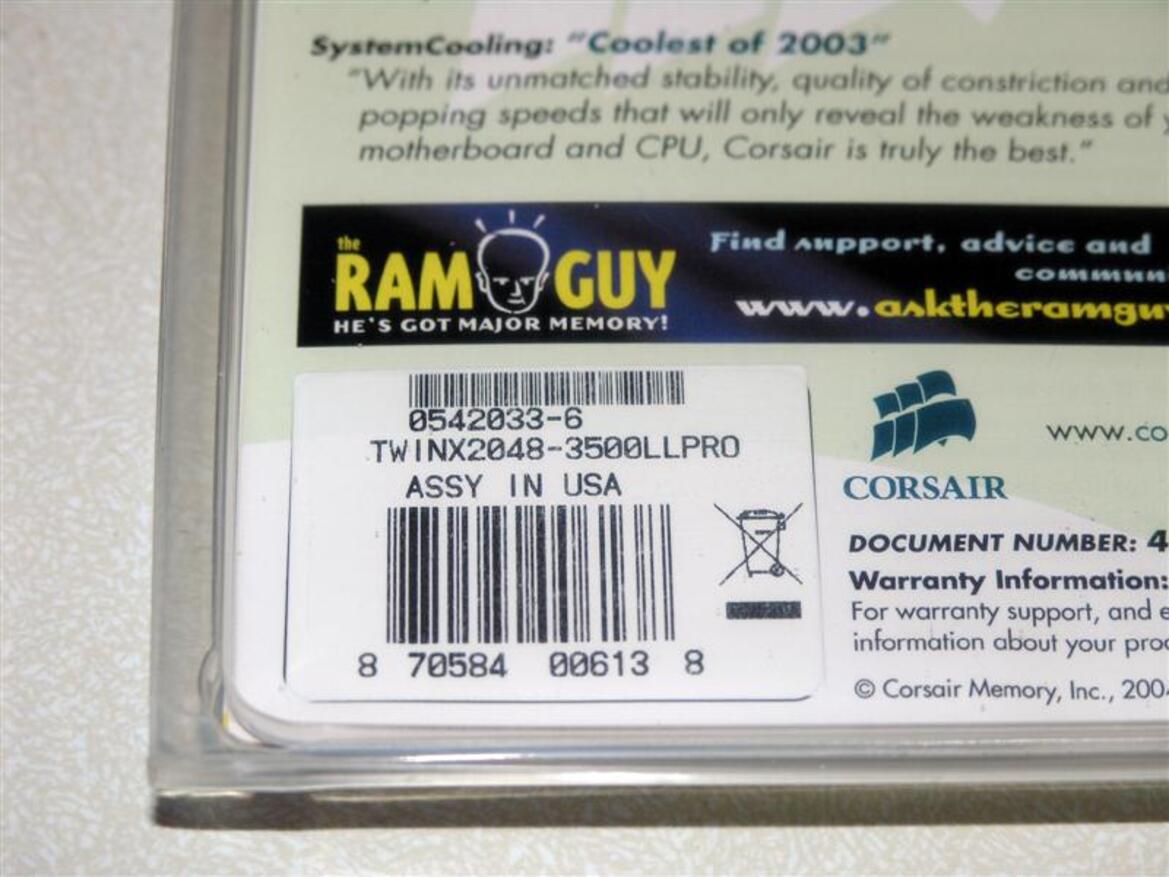 SystemCooling: "Coolest of 2003"
"With its unmatched stability, quality of constriction and
popping speeds that will only reveal the weakness of
motherboard and CPU, Corsair is truly the best."
the
RAM GUY
HE'S GOT MAJOR MEMORY!
Find support, advice and
www.asktheramguy
0542033-6
TWINX2048-3500LLPRO
ASSY IN USA
8 70584 00613 8
CORSAIR
www.co
DOCUMENT NUMBER: 4
Warranty Information:
For warranty support, and e
information about your proc
© Corsair Memory, Inc., 200